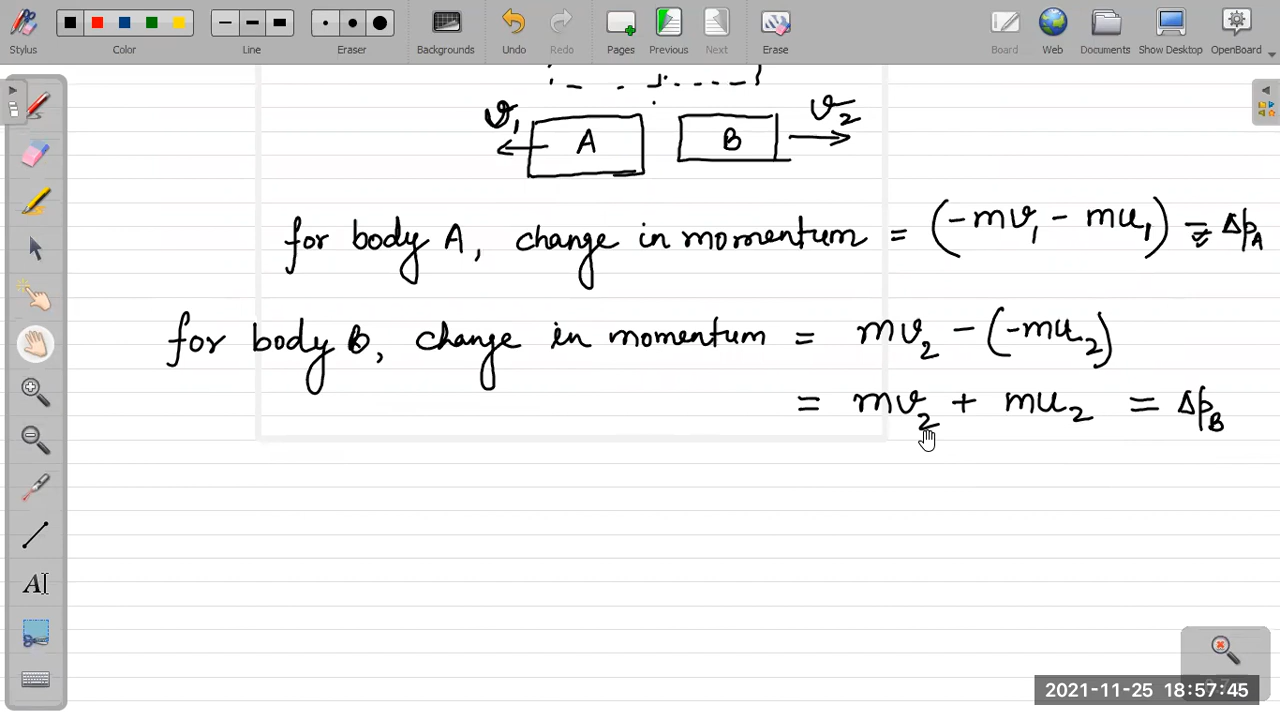 Stylus
Color
Line
Eraser
Backgrounds
Undo
Redo
Pages
Previous
Next
Erase
Board
Web
Documents
Show Desktop
OpenBoard
v₁
A
B
v₂
for body A, change in momentum = (-mv₁ - mu₁) = Δp_A
for body B, change in momentum = mv₂ - (-mu₂)
= mv₂ + mu₂ = Δp_B
AI
2021-11-25 18:57:45